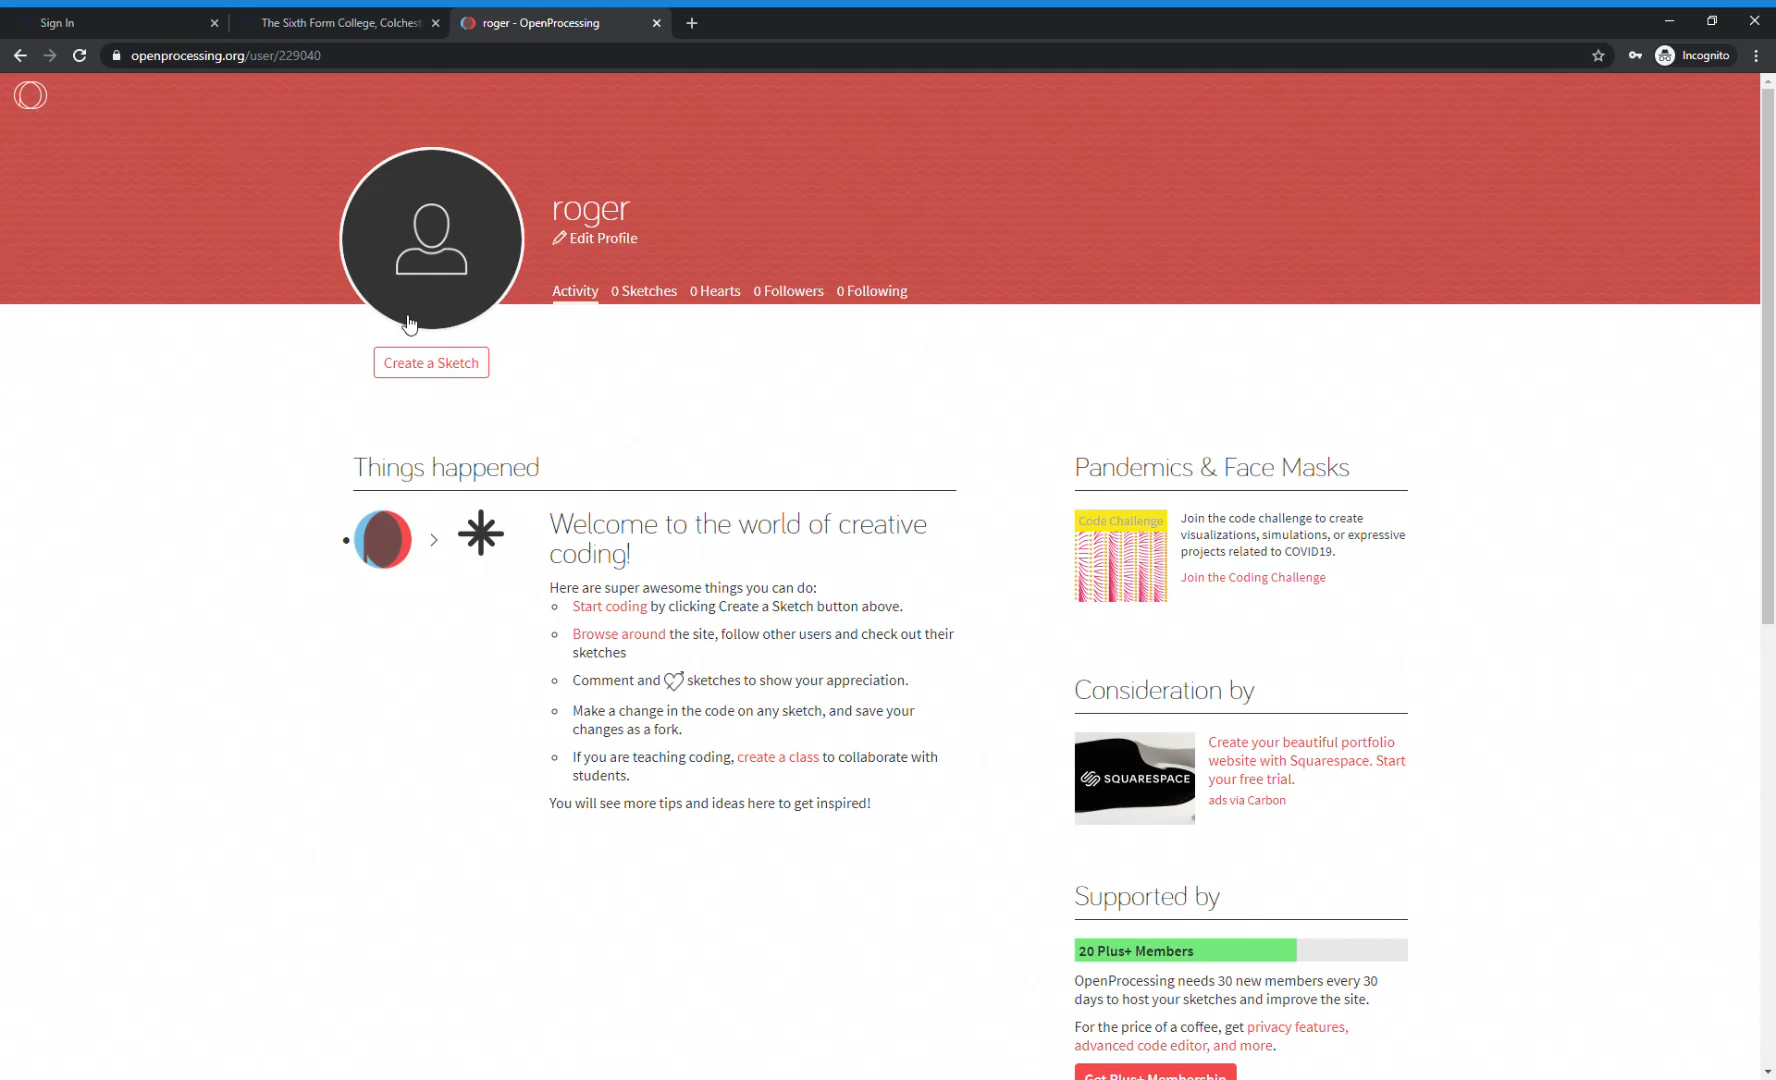 Sign In
The Sixth Form College, Colchest
roger - OpenProcessing
openprocessing.org/user/229040
Incognito
roger
Edit Profile
Activity 0 Sketches 0 Hearts 0 Followers 0 Following
Create a Sketch
Things happened
Welcome to the world of creative
coding!
Here are super awesome things you can do:
Start coding by clicking Create a Sketch button above.
Browse around the site, follow other users and check out their
sketches
Comment and sketches to show your appreciation.
Make a change in the code on any sketch, and save your
changes as a fork.
If you are teaching coding, create a class to collaborate with
students.
You will see more tips and ideas here to get inspired!
Pandemics & Face Masks
Code Challenge
Join the code challenge to create
visualizations, simulations, or expressive
projects related to COVID19.
Join the Coding Challenge
Consideration by
SQUARESPACE
Create your beautiful portfolio
website with Squarespace. Start
your free trial.
ads via Carbon
Supported by
20 Plus+ Members
OpenProcessing needs 30 new members every 30
days to host your sketches and improve the site.
For the price of a coffee, get privacy features,
advanced code editor, and more.
Get Plus+ Membership